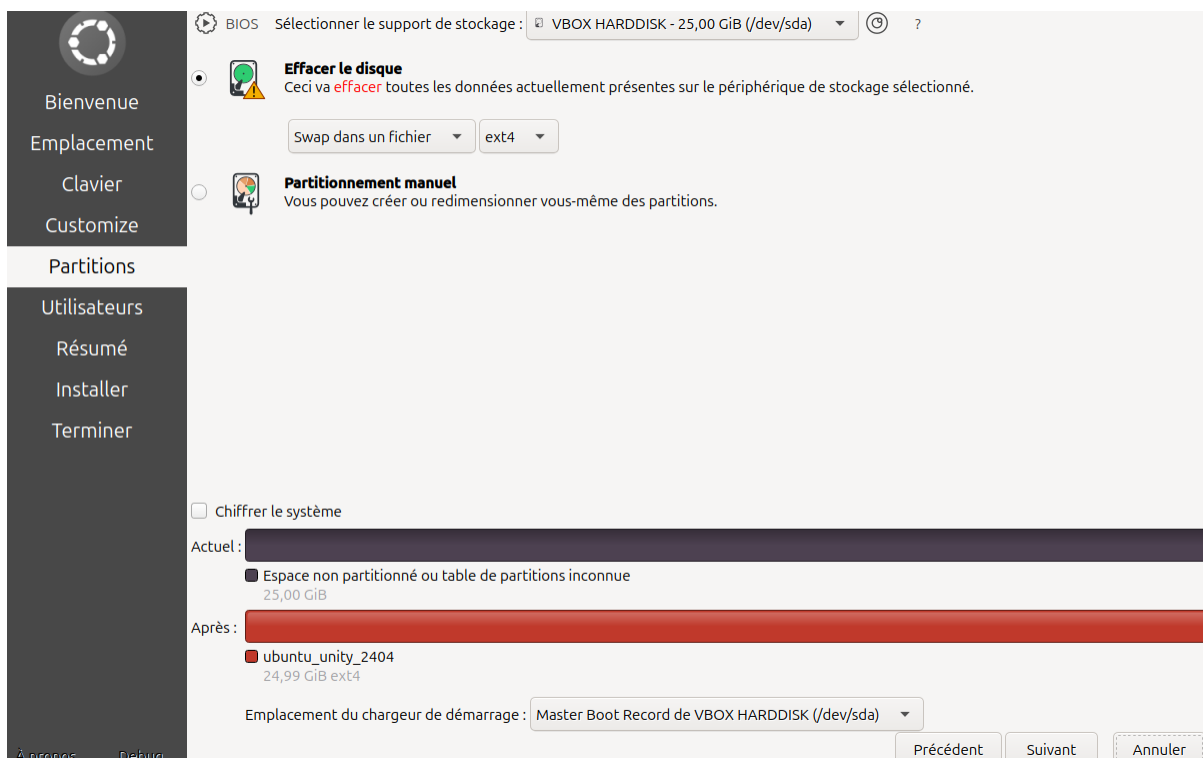 BIOS Sélectionner le support de stockage : VBOX HARDDISK - 25,00 GiB (/dev/sda) ?
Effacer le disque
Ceci va effacer toutes les données actuellement présentes sur le périphérique de stockage sélectionné.
Swap dans un fichier ext4
Partitionnement manuel
Vous pouvez créer ou redimensionner vous-même des partitions.
Bienvenue
Emplacement
Clavier
Customize
Partitions
Utilisateurs
Résumé
Installer
Terminer
Chiffrer le système
Actuel :
Espace non partitionné ou table de partitions inconnue
25,00 GiB
Après :
ubuntu_unity_2404
24,99 GiB ext4
Emplacement du chargeur de démarrage : Master Boot Record de VBOX HARDDISK (/dev/sda)
À propos Debug
Précédent Suivant Annuler